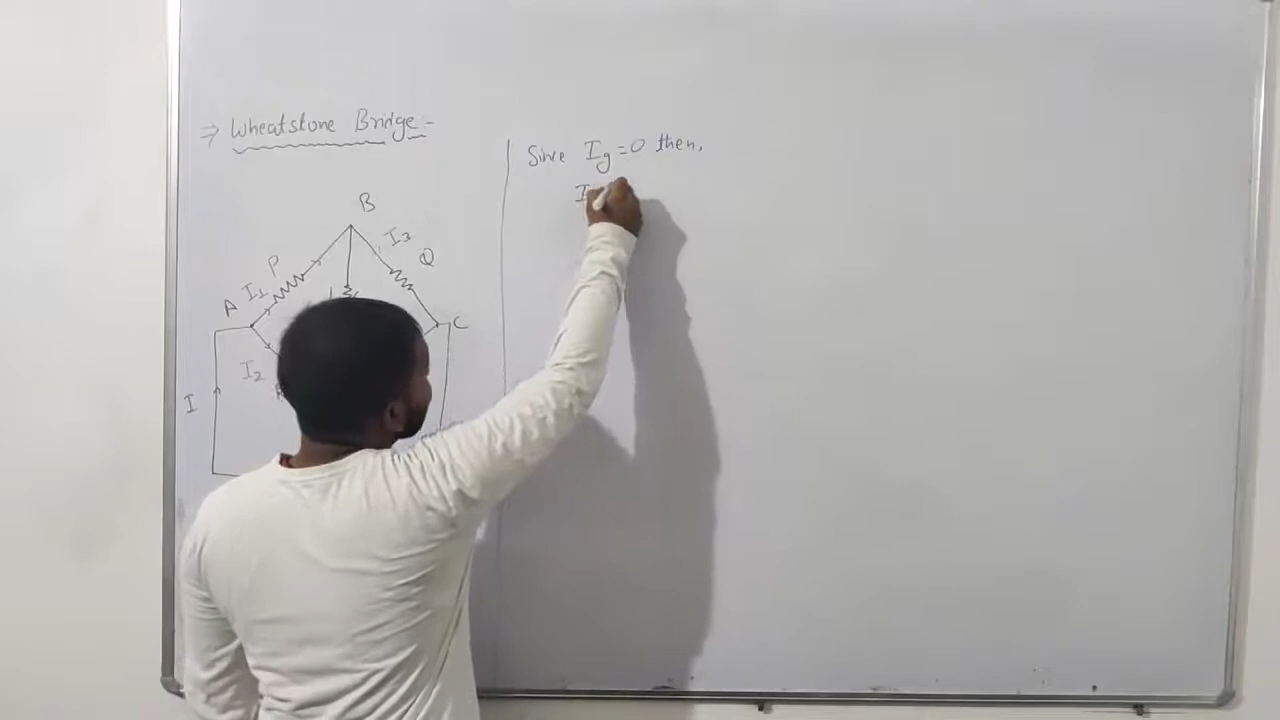 ⇒ Wheatstone Bridge :-
Since Ig = 0 then,
I
B
I3
P
Q
I1
A
C
I2
I